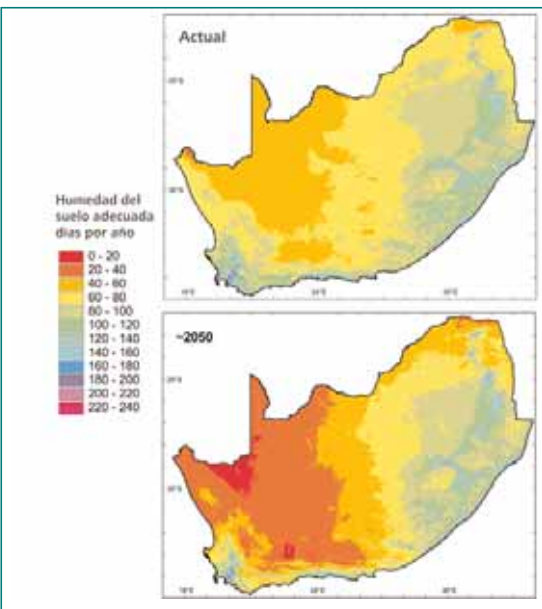 Actual
Humedad del
suelo adecuada
dias por año
0 - 20
20 - 40
40 - 60
60 - 80
80 - 100
100 - 120
120 - 140
140 - 160
160 - 180
180 - 200
200 - 220
220 - 240
~2050